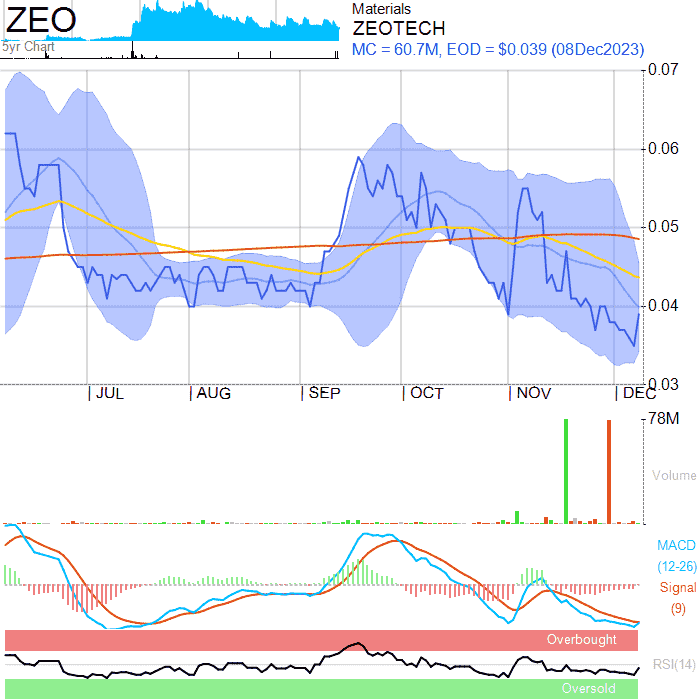 ZEO
5yr Chart
Materials
ZEOTECH
MC = 60.7M, EOD = $0.039 (08Dec2023)
0.07
0.06
0.05
0.04
0.03
JUL AUG SEP OCT NOV DEC
78M
Volume
MACD
(12-26)
Signal
(9)
Overbought
RSI(14)
Oversold